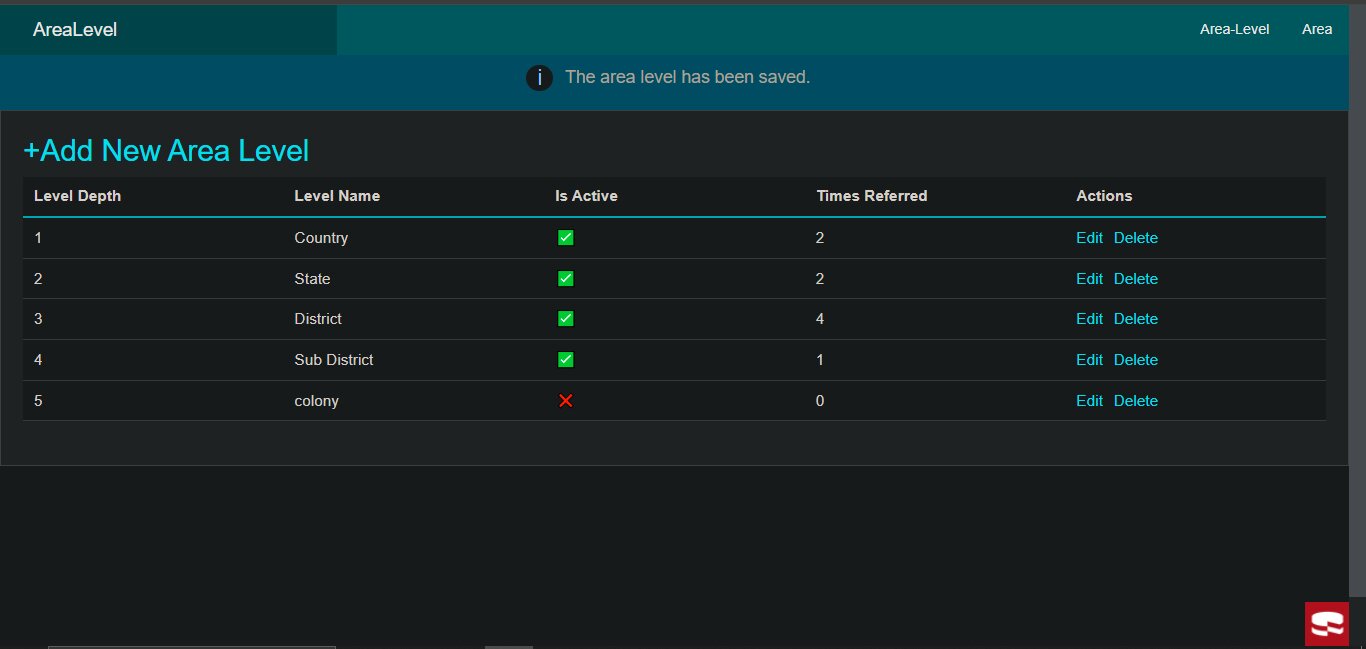 AreaLevel Area-Level Area
i The area level has been saved.
+Add New Area Level
Level Depth Level Name Is Active Times Referred Actions
1 Country ✅ 2 Edit Delete
2 State ✅ 2 Edit Delete
3 District ✅ 4 Edit Delete
4 Sub District ✅ 1 Edit Delete
5 colony ❌ 0 Edit Delete